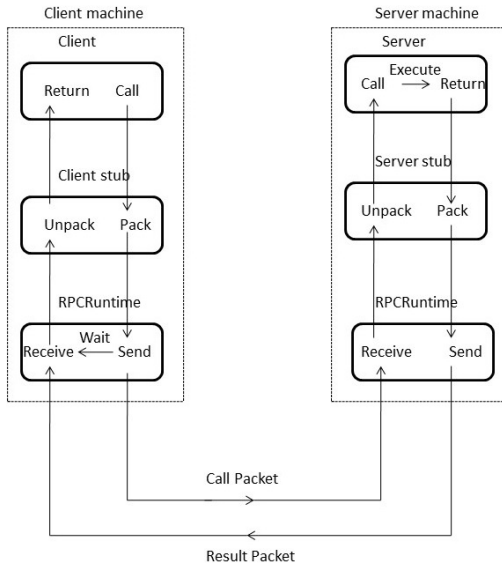 Client machine
Server machine
Client
Server
Return Call
Execute
Call Return
Client stub
Server stub
Unpack Pack
Unpack Pack
RPCRuntime
RPCRuntime
Wait
Receive Send
Receive Send
Call Packet
Result Packet